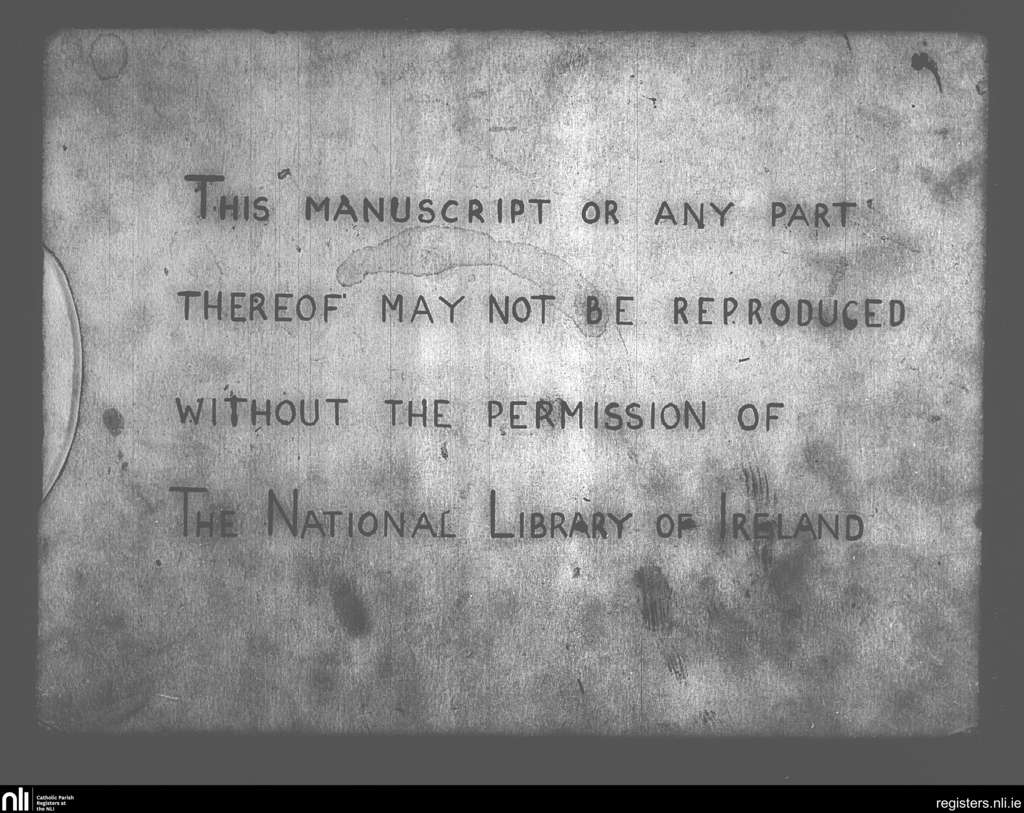 THIS MANUSCRIPT OR ANY PART
THEREOF MAY NOT BE REPRODUCED
WITHOUT THE PERMISSION OF
THE NATIONAL LIBRARY OF IRELAND
nli Catholic Parish
Registers at
the NLI
registers.nli.ie